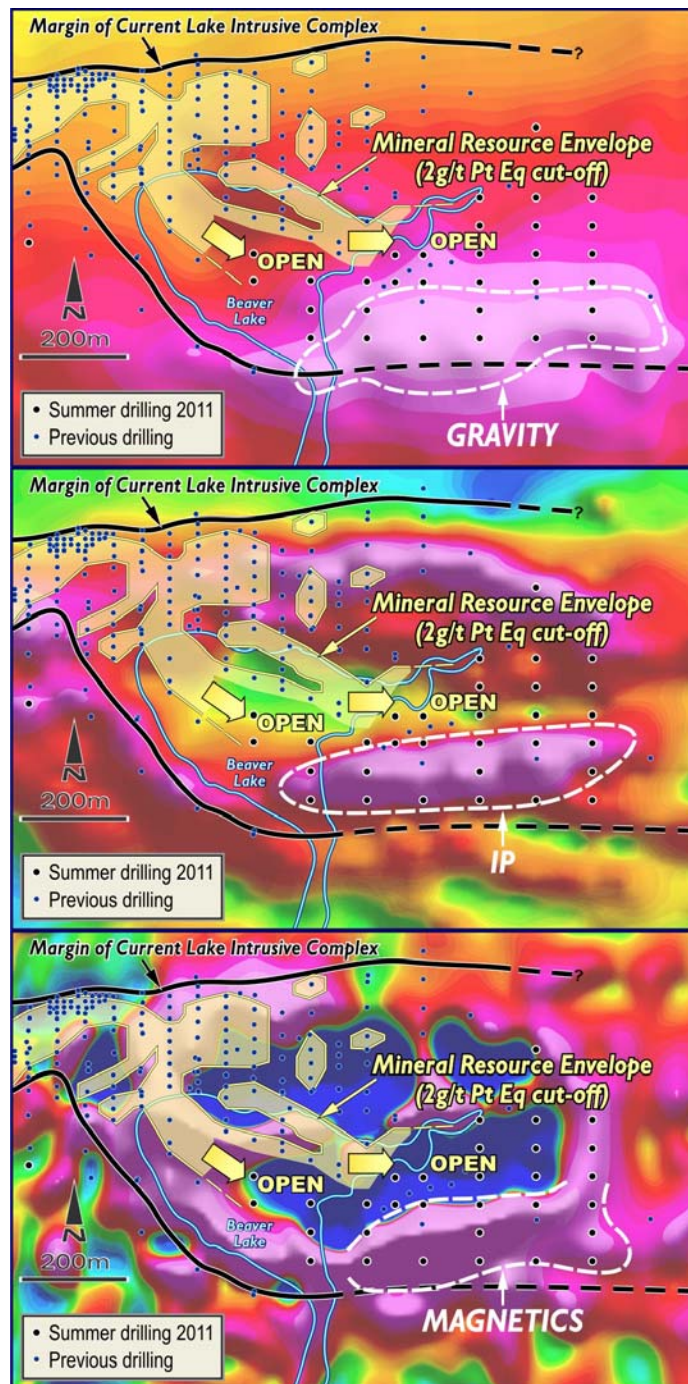 Margin of Current Lake Intrusive Complex
?
Mineral Resource Envelope
(2g/t Pt Eq cut-off)
OPEN
OPEN
Beaver
Lake
N
200m
Summer drilling 2011
Previous drilling
GRAVITY
Margin of Current Lake Intrusive Complex
?
Mineral Resource Envelope
(2g/t Pt Eq cut-off)
OPEN
OPEN
Beaver
Lake
N
200m
Summer drilling 2011
Previous drilling
IP
Margin of Current Lake Intrusive Complex
?
Mineral Resource Envelope
(2g/t Pt Eq cut-off)
OPEN
OPEN
Beaver
Lake
N
200m
Summer drilling 2011
Previous drilling
MAGNETICS